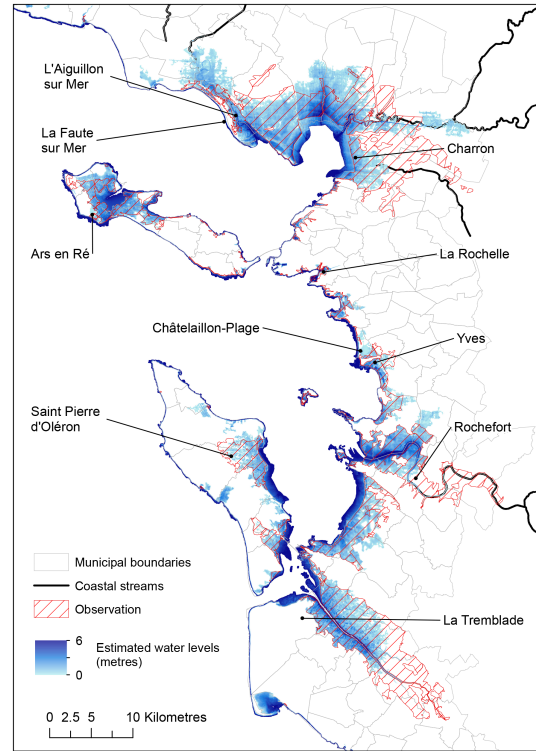 L'Aiguillon
sur Mer
La Faute
sur Mer
Charron
Ars en Ré
La Rochelle
Châtelaillon-Plage
Yves
Saint Pierre
d'Oléron
Rochefort
Municipal boundaries
Coastal streams
Observation
La Tremblade
6
Estimated water levels
(metres)
0
0 2.5 5 10 Kilometres